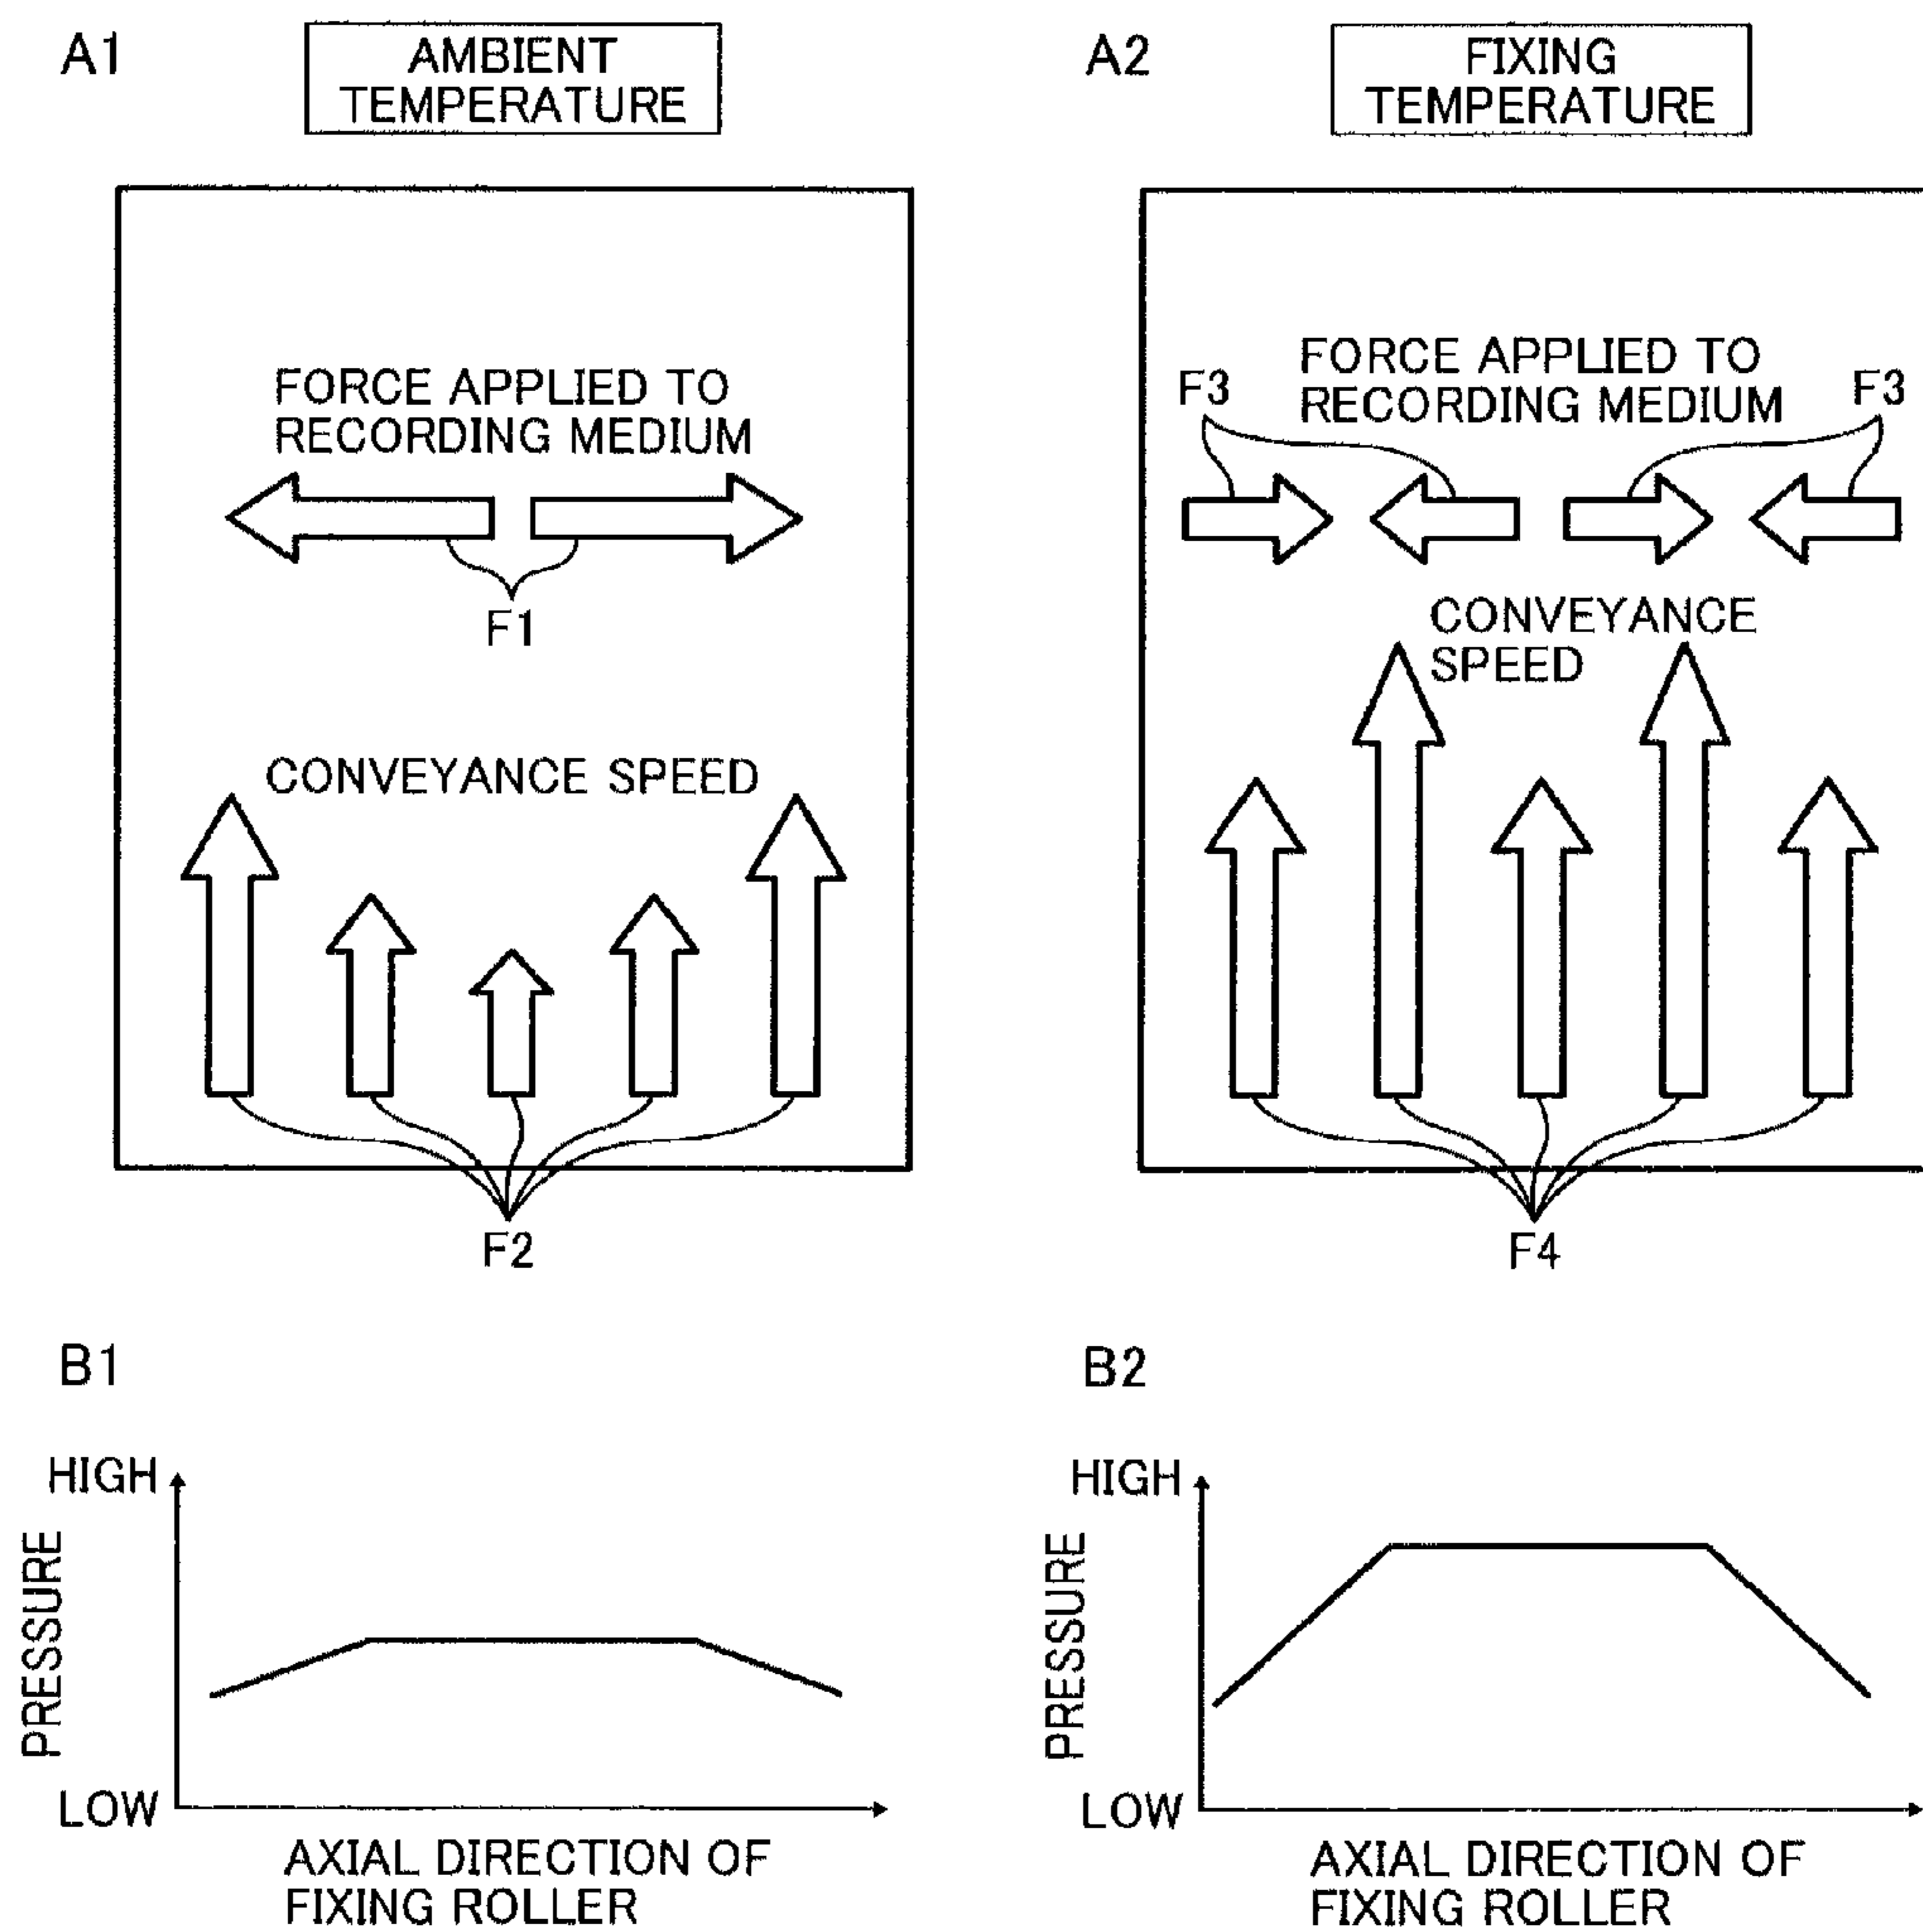 A1
AMBIENT
TEMPERATURE
FORCE APPLIED TO
RECORDING MEDIUM
F1
CONVEYANCE SPEED
F2
A2
FIXING
TEMPERATURE
FORCE APPLIED TO
RECORDING MEDIUM
F3
F3
CONVEYANCE
SPEED
F4
B1
HIGH
PRESSURE
LOW
AXIAL DIRECTION OF
FIXING ROLLER
B2
HIGH
PRESSURE
LOW
AXIAL DIRECTION OF
FIXING ROLLER